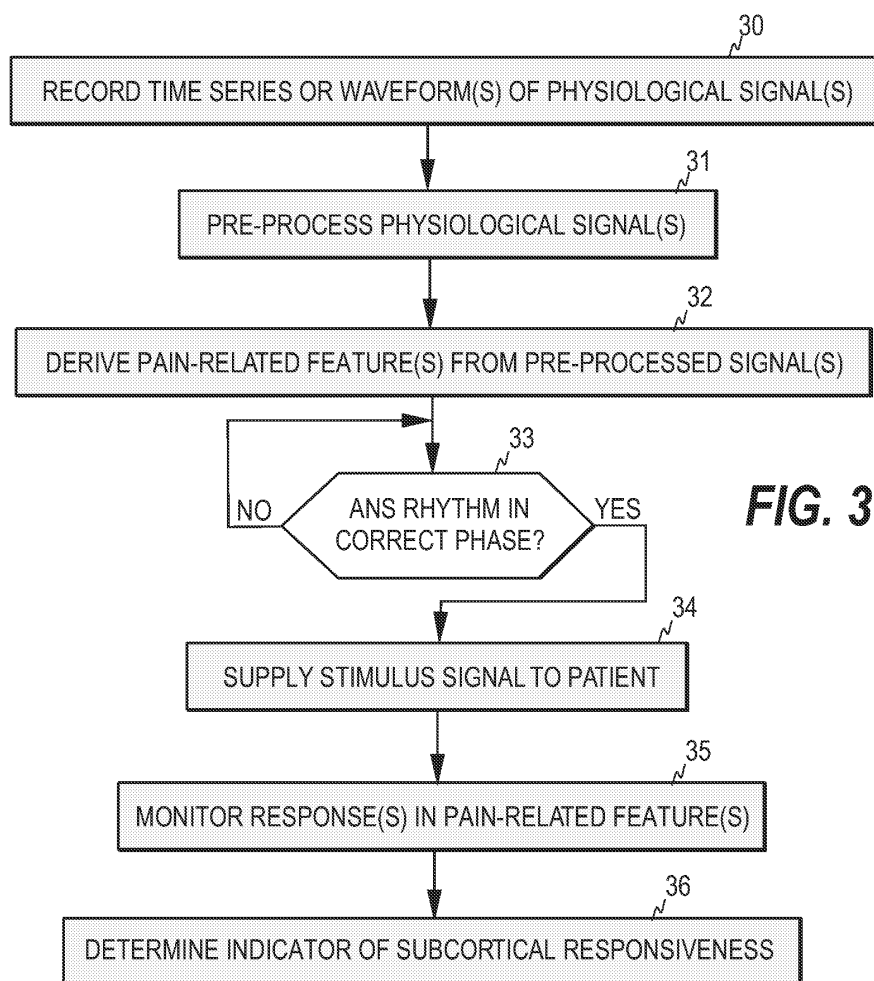 30
RECORD TIME SERIES OR WAVEFORM(S) OF PHYSIOLOGICAL SIGNAL(S)
31
PRE-PROCESS PHYSIOLOGICAL SIGNAL(S)
32
DERIVE PAIN-RELATED FEATURE(S) FROM PRE-PROCESSED SIGNAL(S)
33
NO
ANS RHYTHM IN
CORRECT PHASE?
YES
FIG. 3
34
SUPPLY STIMULUS SIGNAL TO PATIENT
35
MONITOR RESPONSE(S) IN PAIN-RELATED FEATURE(S)
36
DETERMINE INDICATOR OF SUBCORTICAL RESPONSIVENESS